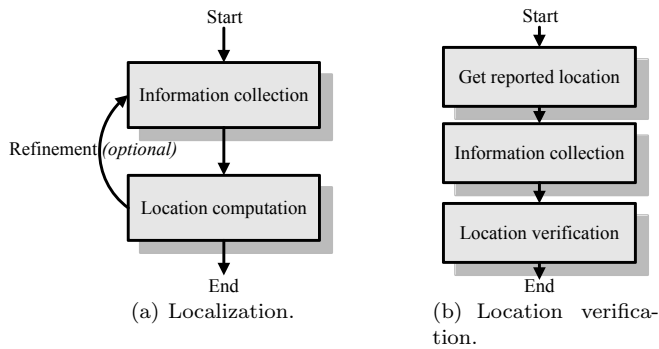 Start
Information collection
Refinement (optional)
Location computation
End
(a) Localization.
Start
Get reported location
Information collection
Location verification
End
(b) Location verifica-
tion.